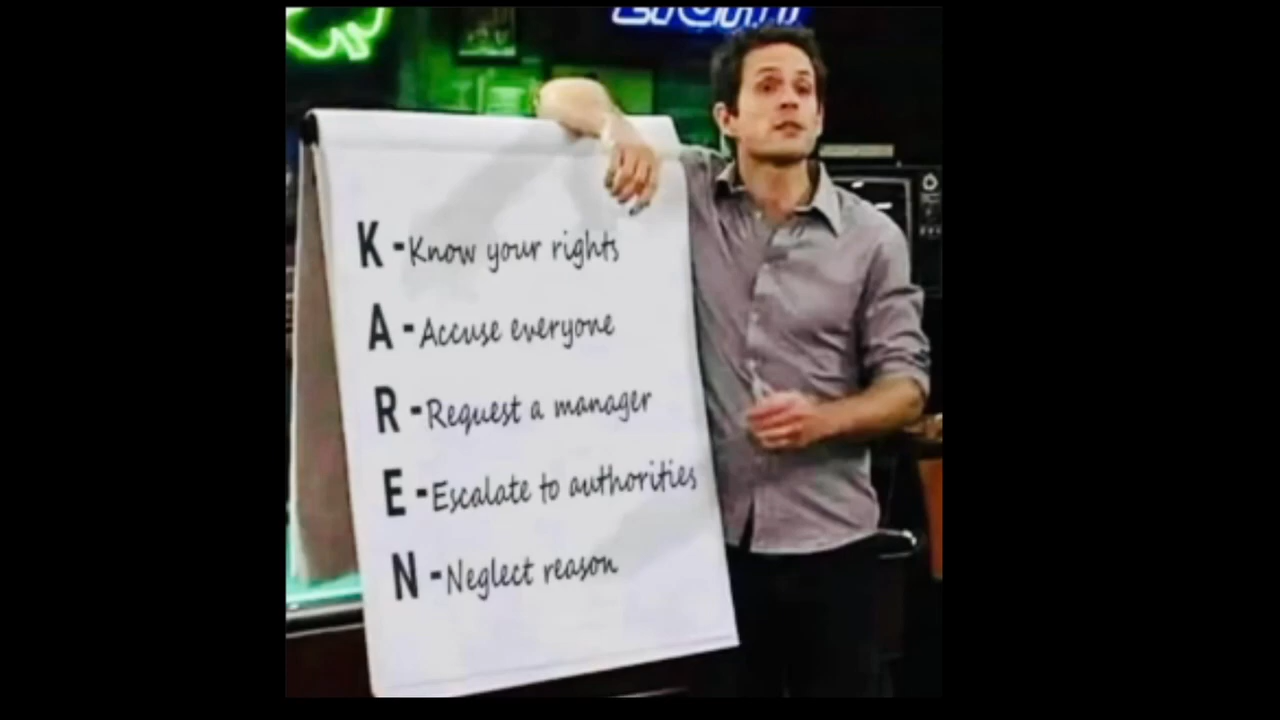 K - Know your rights
A - Accuse everyone
R - Request a manager
E - Escalate to authorities
N - Neglect reason